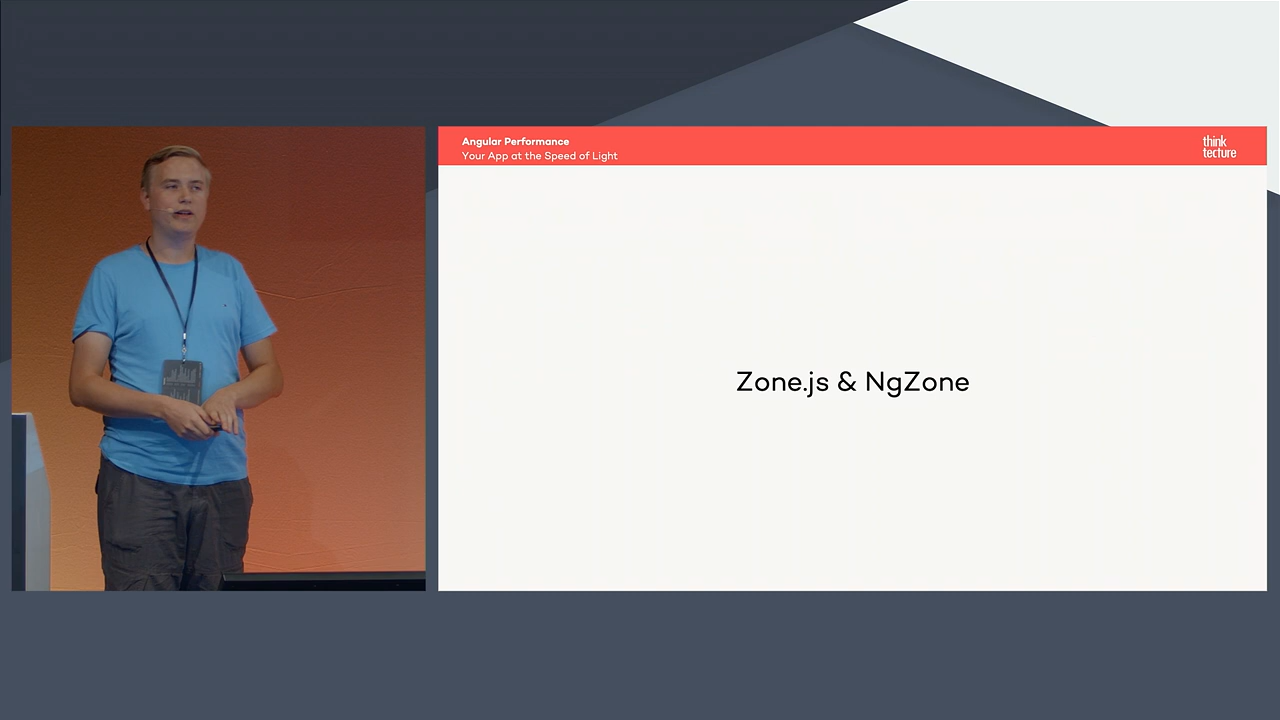 Angular Performance
Your App at the Speed of Light
think
tecture
Zone.js & NgZone